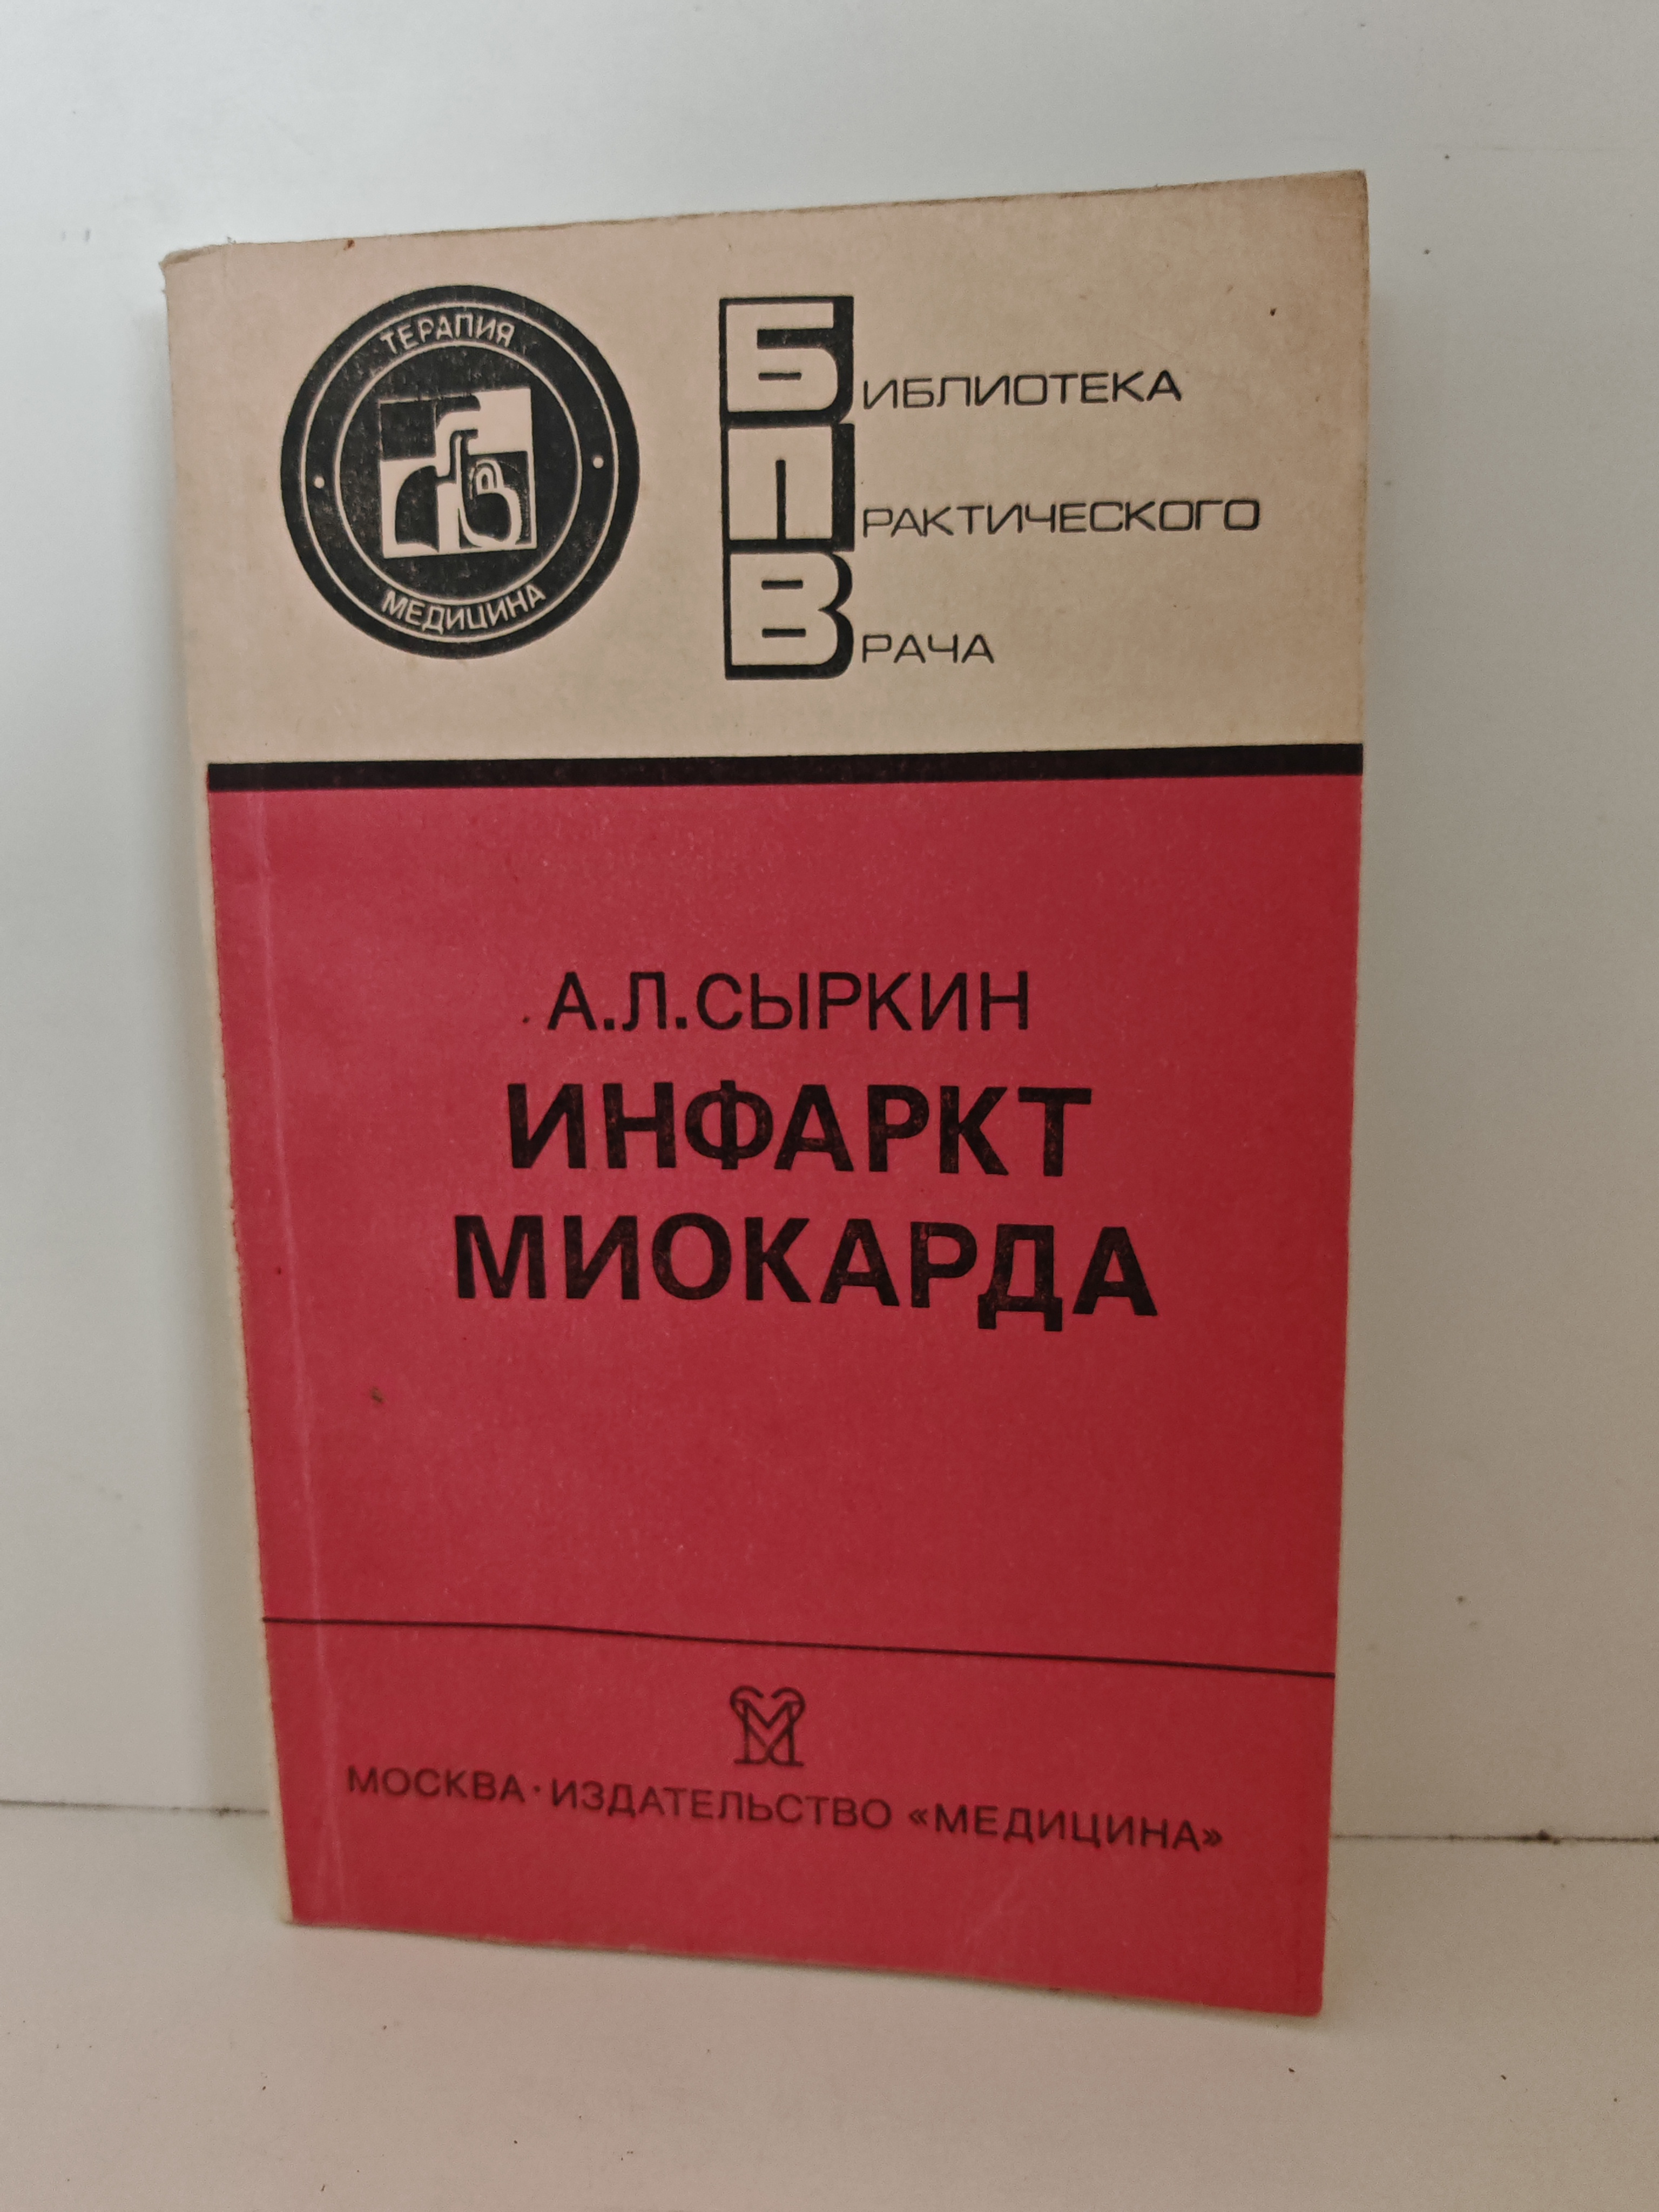 ТЕРАПИЯ
МЕДИЦИНА
БИБЛИОТЕКА
ПРАКТИЧЕСКОГО
ВРАЧА
А.Л.СЫРКИН
ИНФАРКТ
МИОКАРДА
МОСКВА·ИЗДАТЕЛЬСТВО «МЕДИЦИНА»